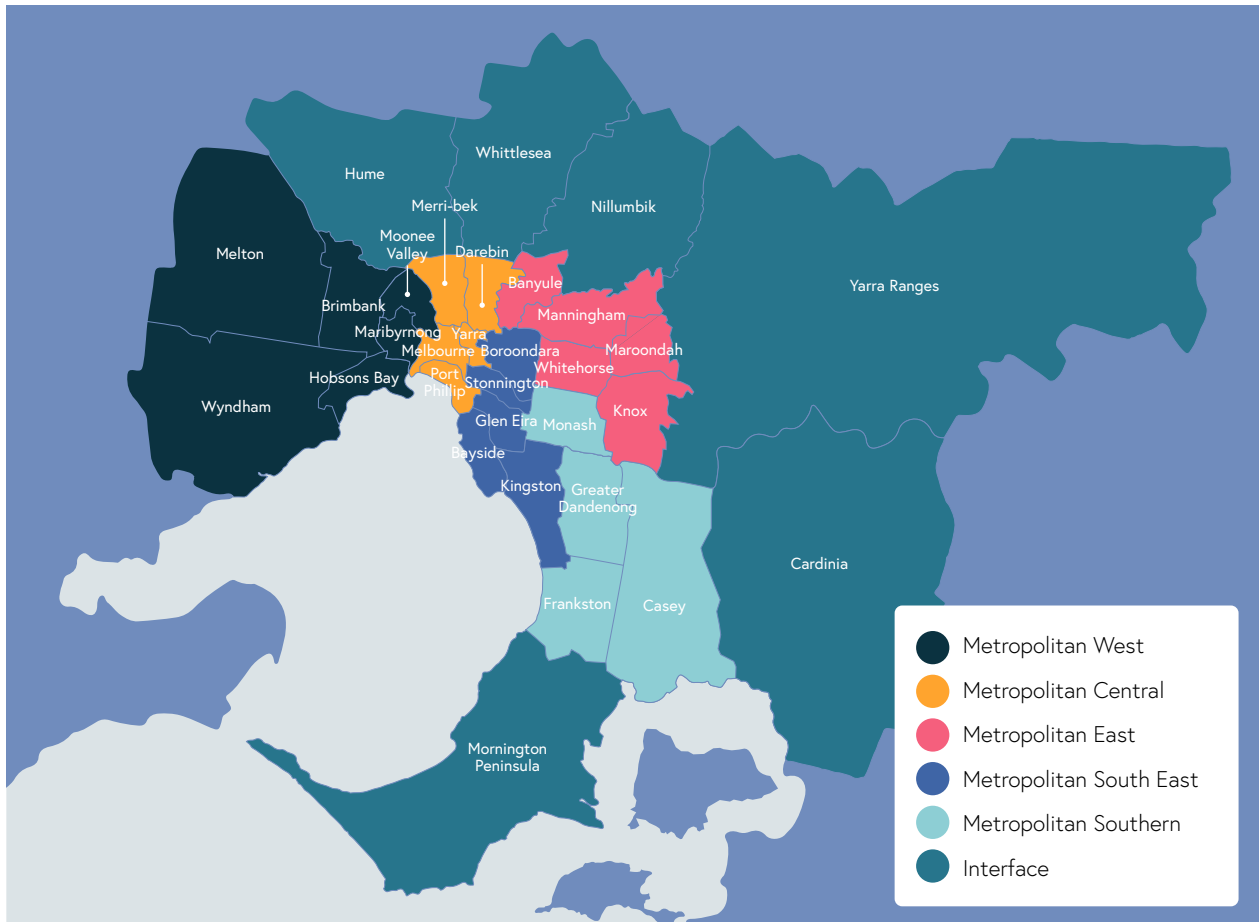 Whittlesea
Hume
Merri-bek
Nillumbik
Moonee
Valley
Darebin
Melton
Banyule
Yarra Ranges
Brimbank
Manningham
Maribyrnong
Yarra
Melbourne
Boroondara
Maroondah
Whitehorse
Hobsons Bay
Port
Phillip
Stonnington
Wyndham
Knox
Glen Eira
Monash
Bayside
Kingston
Greater
Dandenong
Cardinia
Frankston
Casey
Mornington
Peninsula
Metropolitan West
Metropolitan Central
Metropolitan East
Metropolitan South East
Metropolitan Southern
Interface